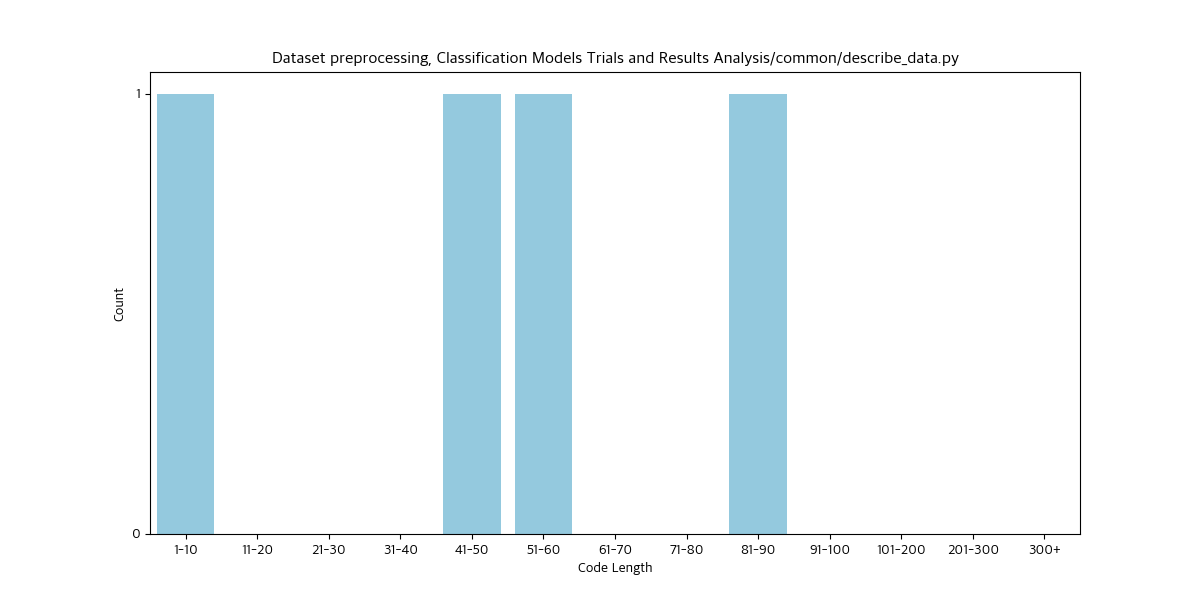 Dataset preprocessing, Classification Models Trials and Results Analysis/common/describe_data.py
1
Count
0
1-10 11-20 21-30 31-40 41-50 51-60 61-70 71-80 81-90 91-100 101-200 201-300 300+
Code Length